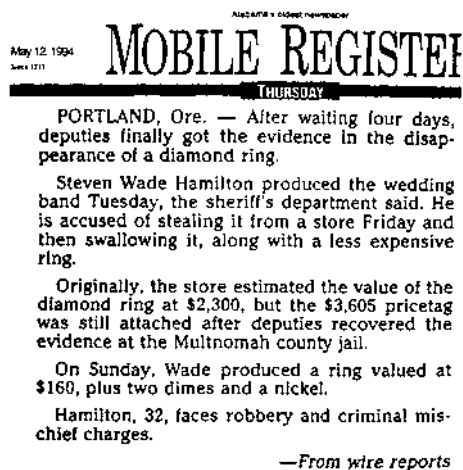 Alabama's oldest newspaper
May 12, 1994
MOBILE REGISTER
THURSDAY
PORTLAND, Ore. — After waiting four days,
deputies finally got the evidence in the disap-
pearance of a diamond ring.
Steven Wade Hamilton produced the wedding
band Tuesday, the sheriff's department said. He
is accused of stealing it from a store Friday and
then swallowing it, along with a less expensive
ring.
Originally, the store estimated the value of the
diamond ring at $2,300, but the $3,605 pricetag
was still attached after deputies recovered the
evidence at the Multnomah county jail.
On Sunday, Wade produced a ring valued at
$160, plus two dimes and a nickel.
Hamilton, 32, faces robbery and criminal mis-
chief charges.
—From wire reports